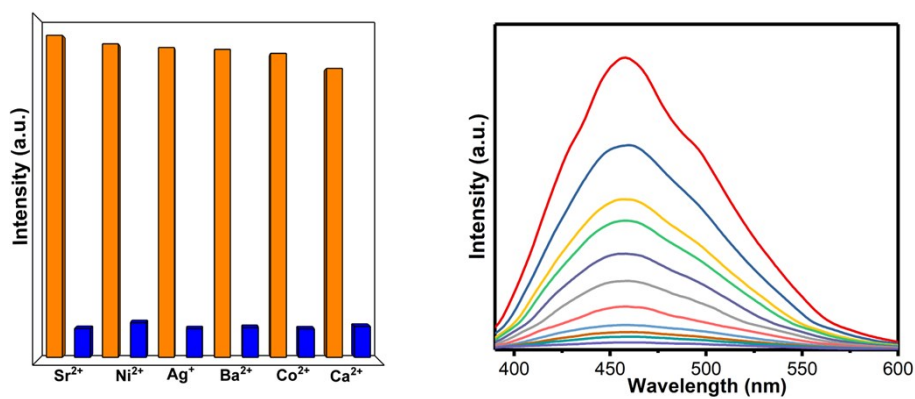 Intensity (a.u.)
Sr²⁺ Ni²⁺ Ag⁺ Ba²⁺ Co²⁺ Ca²⁺
Intensity (a.u.)
400 450 500 550 600
Wavelength (nm)